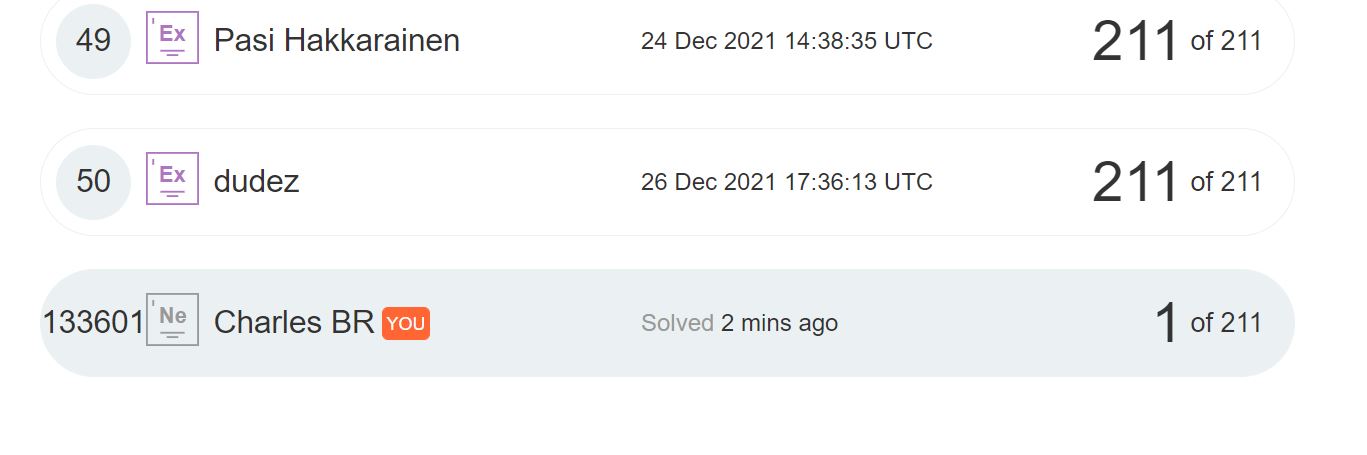 49 Ex Pasi Hakkarainen 24 Dec 2021 14:38:35 UTC 211 of 211
50 Ex dudez 26 Dec 2021 17:36:13 UTC 211 of 211
133601 Ne Charles BR YOU Solved 2 mins ago 1 of 211